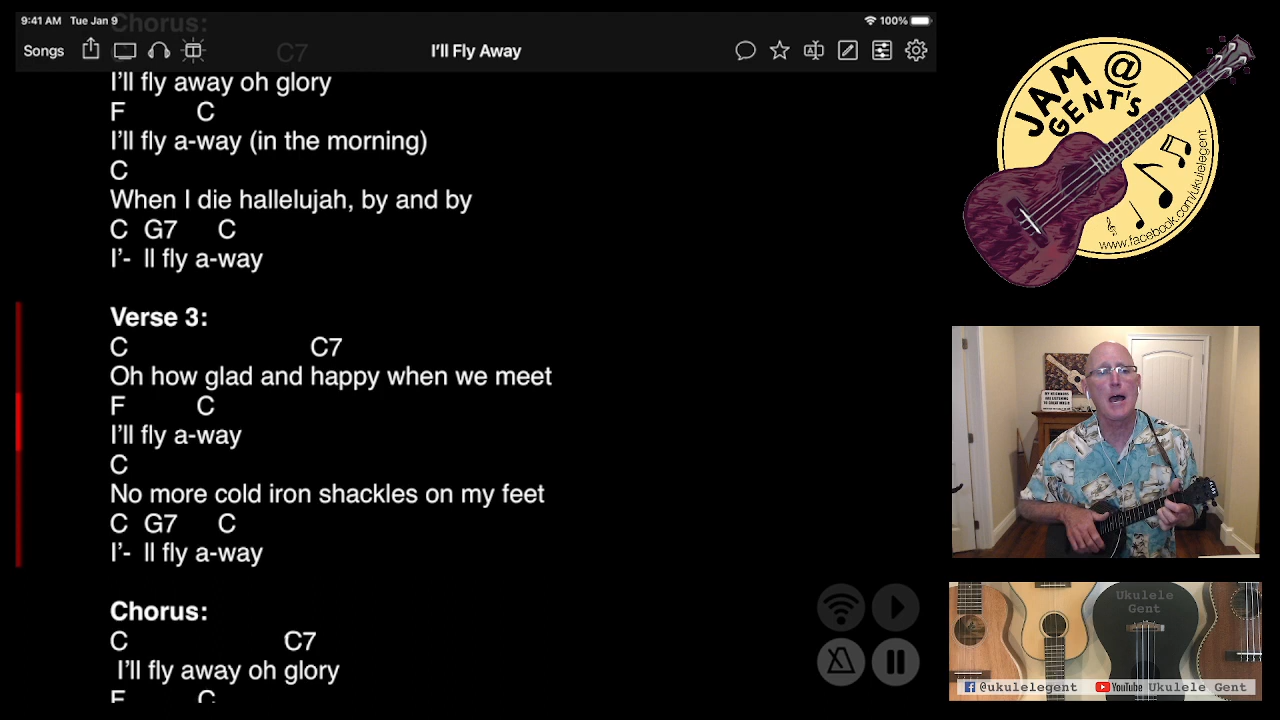 9:41 AM Tue Jan 9
100%
Chorus:
Songs
C7
I'll Fly Away
I'll fly away oh glory
F C
I'll fly a-way (in the morning)
C
When I die hallelujah, by and by
C G7 C
I'- ll fly a-way
Verse 3:
C C7
Oh how glad and happy when we meet
F C
I'll fly a-way
C
No more cold iron shackles on my feet
C G7 C
I'- ll fly a-way
Chorus:
C C7
I'll fly away oh glory
F C
JAM @
GENT'S
www.facebook.com/ukulelegent
Ukulele
Gent
@ukulelegent
YouTube Ukulele Gent